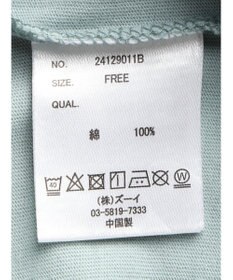 NO. 24129011B
SIZE. FREE
QUAL.
綿 100%
40
(株)ズーイ
03-5819-7333
中国製